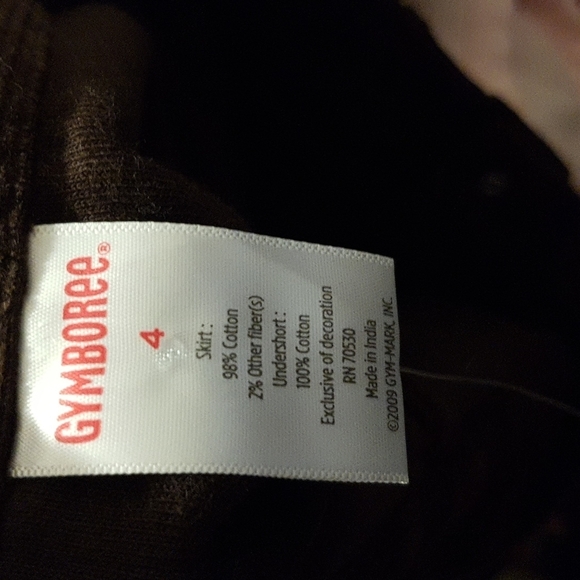 GYMBOREE®
4
Skirt:
98% Cotton
2% Other fiber(s)
Undershort:
100% Cotton
Exclusive of decoration
RN 70530
Made in India
©2009 GYM-MARK, INC.